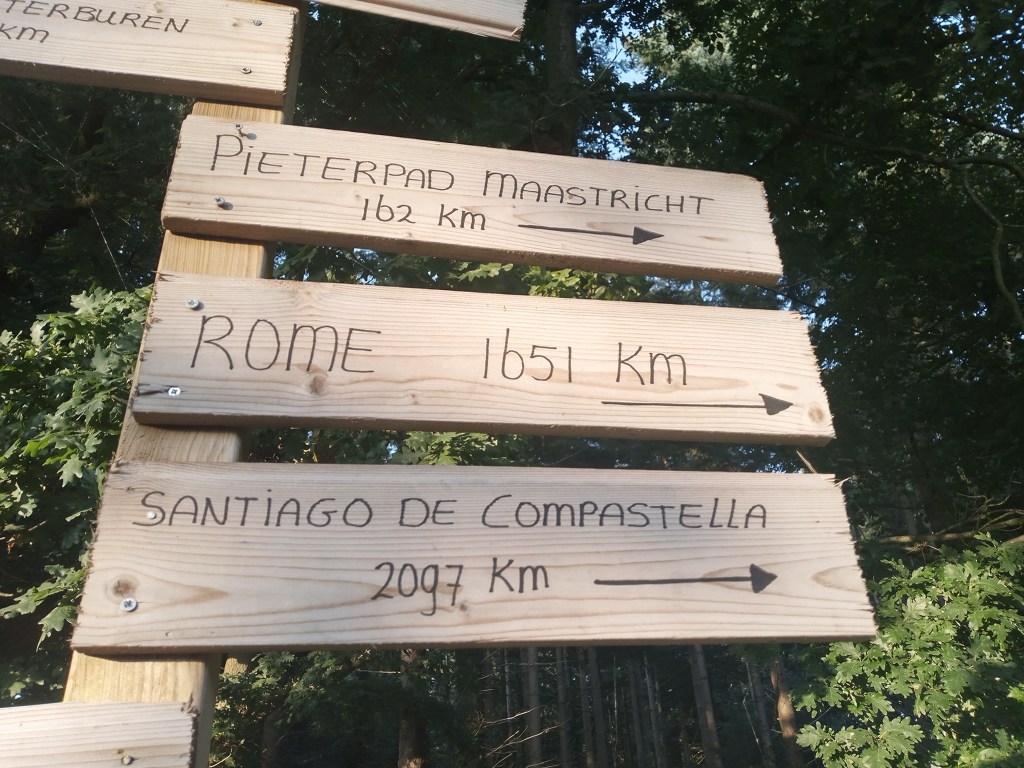 TERBUREN
KM
PIETERPAD MAASTRICHT
162 KM
ROME 1651 KM
SANTIAGO DE COMPASTELLA
2097 KM